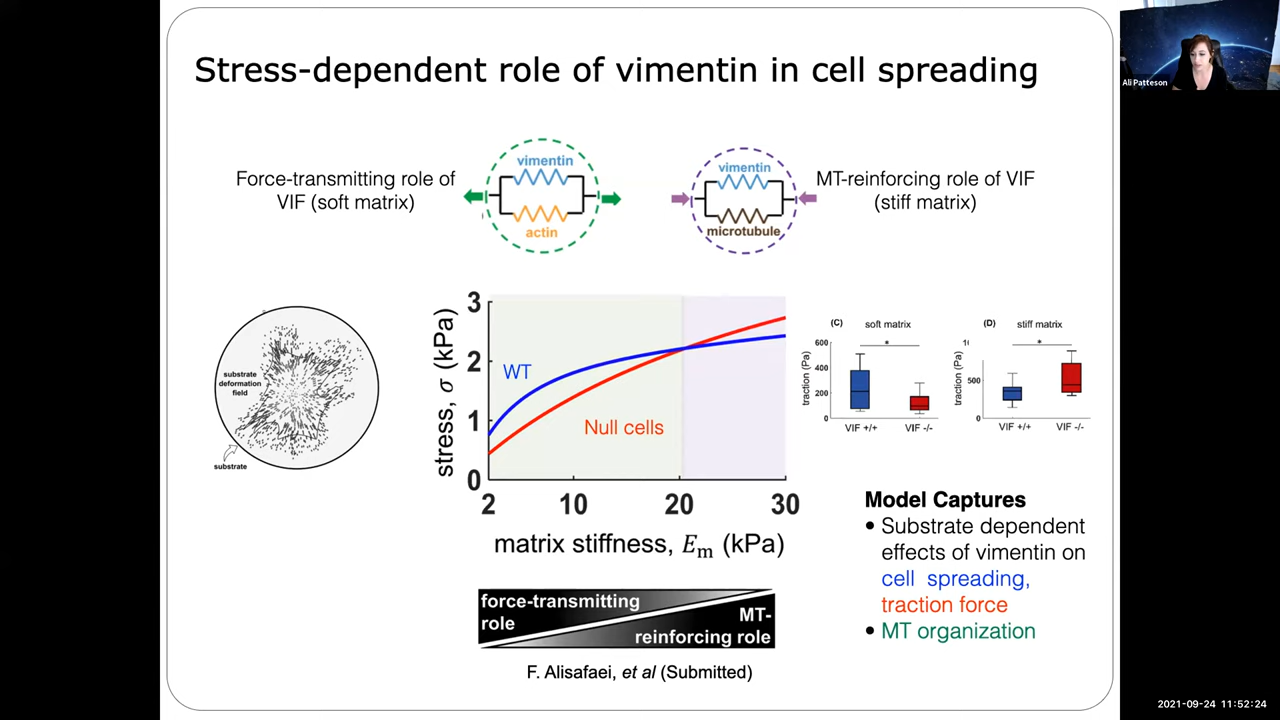 Stress-dependent role of vimentin in cell spreading
Ali Patteson
Force-transmitting role of
VIF (soft matrix)
vimentin
actin
vimentin
microtubule
MT-reinforcing role of VIF
(stiff matrix)
substrate
deformation
field
substrate
stress, σ (kPa)
3
2
1
0
WT
Null cells
2
10
20
30
matrix stiffness, Em (kPa)
(C)
soft matrix
traction (Pa)
600
400
200
0
*
VIF +/+
VIF -/-
(D)
stiff matrix
traction (Pa)
500
0
*
VIF +/+
VIF -/-
Model Captures
• Substrate dependent
effects of vimentin on
cell spreading,
traction force
• MT organization
force-transmitting
role
MT-
reinforcing role
F. Alisafaei, et al (Submitted)
2021-09-24 11:52:24